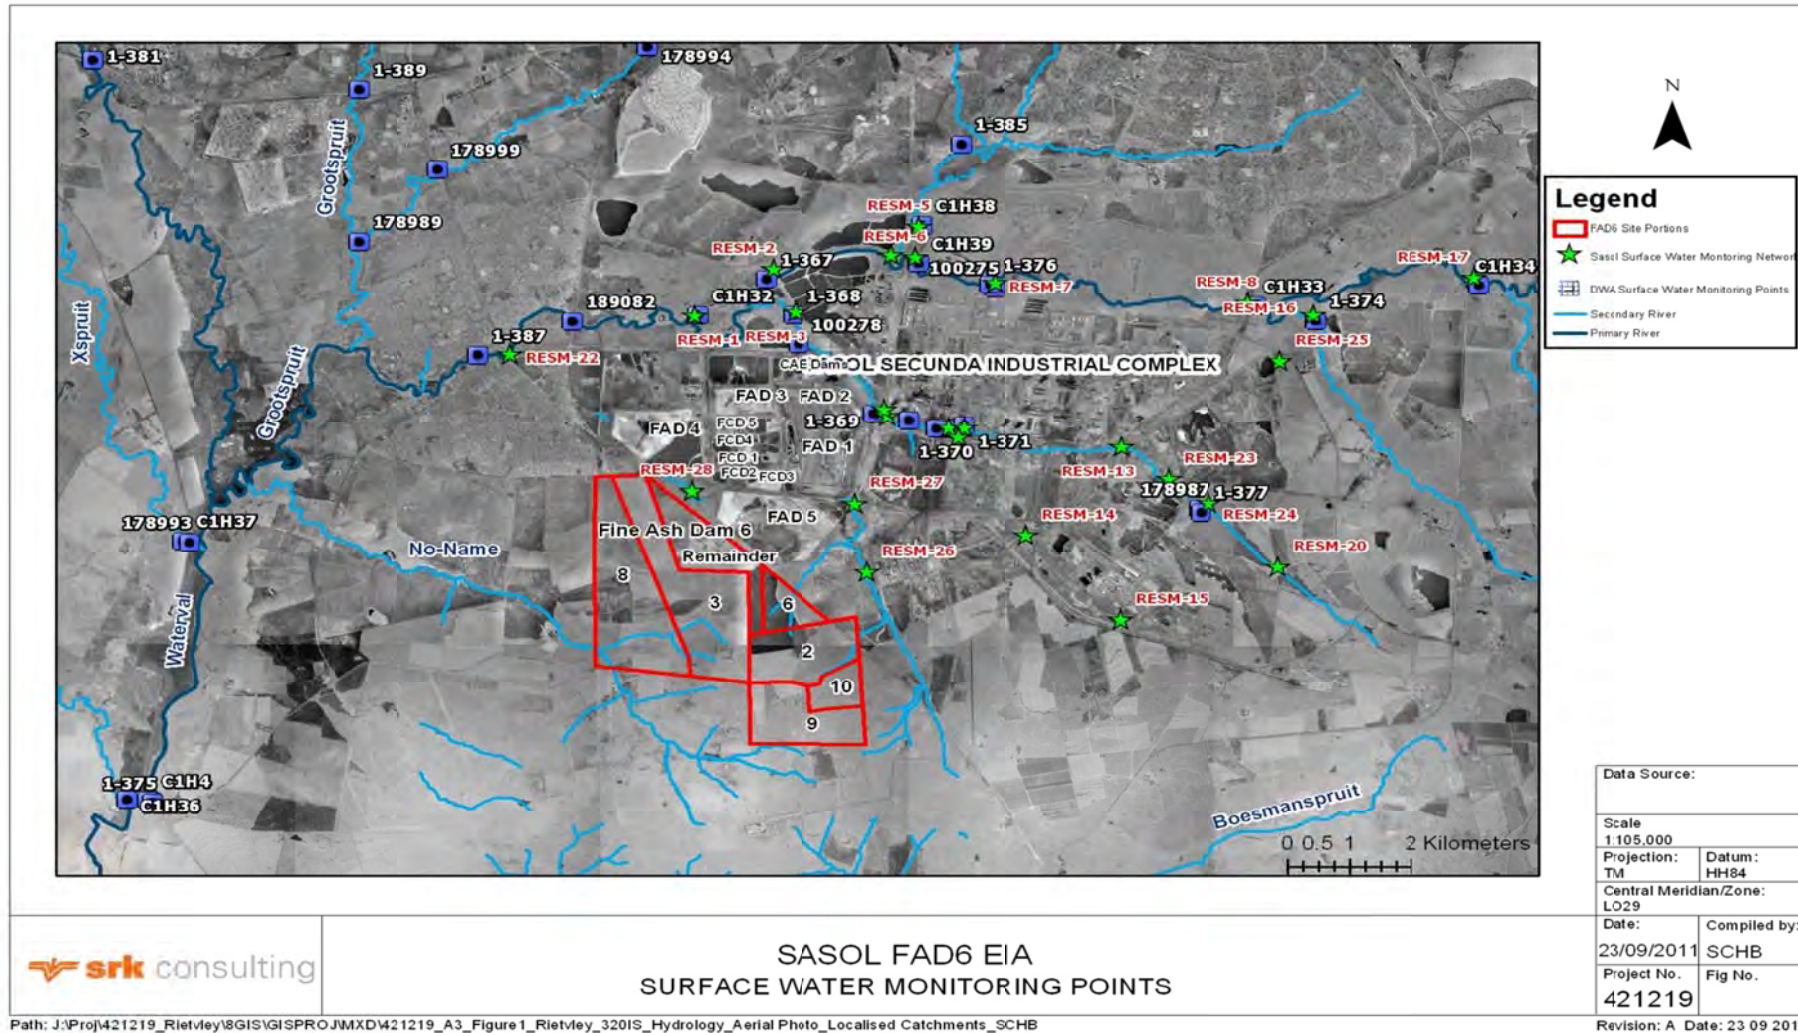 1-381
1-389
178994
178999
1-385
Grootspruit
178989
RESM-5
C1H38
RESM-6
C1H39
RESM-2
1-367
100275
1-376
RESM-7
RESM-17
C1H34
RESM-8
C1H33
RESM-16
1-374
RESM-25
189082
C1H32
1-368
100278
RESM-1
RESM-3
1-387
RESM-22
Xspruit
Grootspruit
CAE Dams
OL SECUNDA INDUSTRIAL COMPLEX
FAD 3
FAD 2
FAD 4
FCD 5
FCD4
FCD 1
FCD2
FCD3
FAD 1
1-369
1-370
1-371
RESM-28
RESM-27
RESM-13
RESM-23
178987
1-377
RESM-24
RESM-14
RESM-20
RESM-26
RESM-15
FAD 5
Fine Ash Dam 6
Remainder
8
3
6
2
10
9
178993
C1H37
No-Name
Waterval
1-375
C1H4
C1H36
Boesmanspruit
0 0.5 1 2 Kilometers
N
Legend
FAD6 Site Portions
Sasol Surface Water Monitoring Network
DWA Surface Water Monitoring Points
Secondary River
Primary River
Data Source:
Scale
1:105,000
Projection:
TM
Datum:
HH84
Central Meridian/Zone:
LO29
Date:
23/09/2011
Compiled by:
SCHB
Project No.
421219
Fig No.
srk consulting
SASOL FAD6 EIA
SURFACE WATER MONITORING POINTS
Path: J:\Proj\421219_Rietvley\8GIS\GISPROJ\MXD\421219_A3_Figure1_Rietvley_320IS_Hydrology_Aerial Photo_Localised Catchments_SCHB
Revision: A Date: 23 09 201